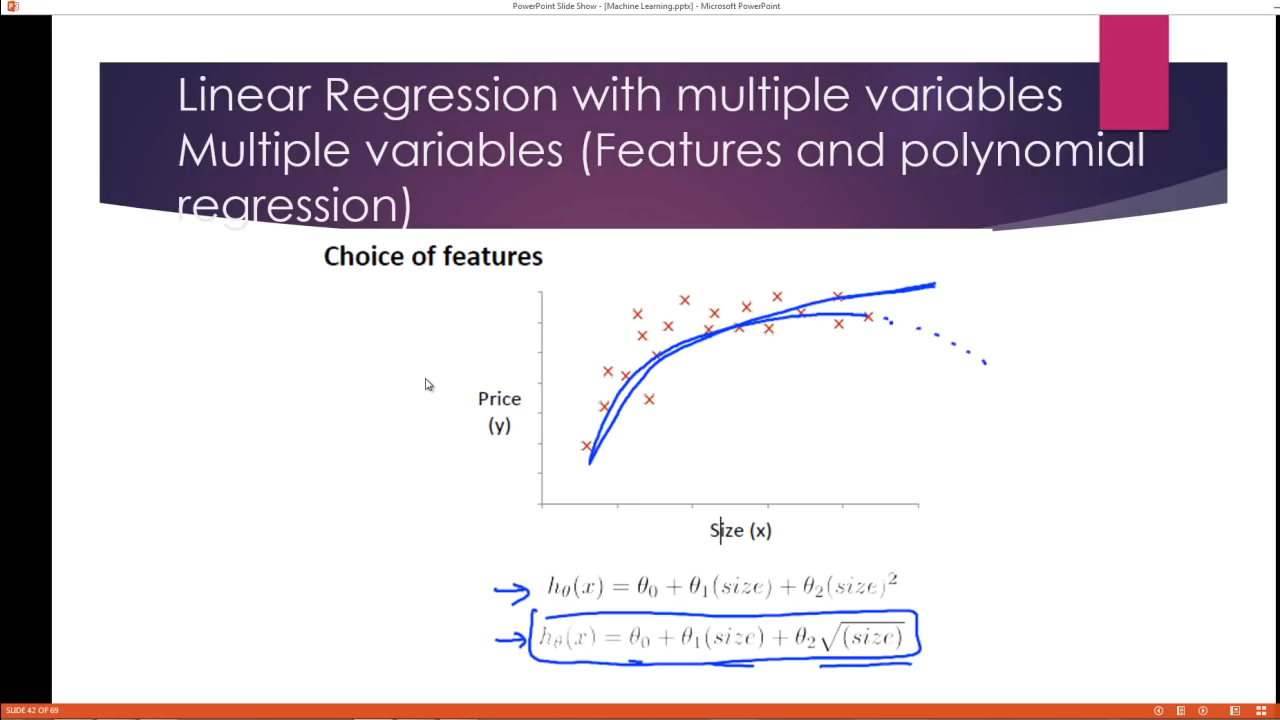 PowerPoint Slide Show - [Machine Learning.pptx] - Microsoft PowerPoint
Linear Regression with multiple variables
Multiple variables (Features and polynomial
regression)
Choice of features
Price
(y)
Size (x)
h_θ(x) = θ₀ + θ₁(size) + θ₂(size)²
h_θ(x) = θ₀ + θ₁(size) + θ₂√(size)
SLIDE 42 OF 69